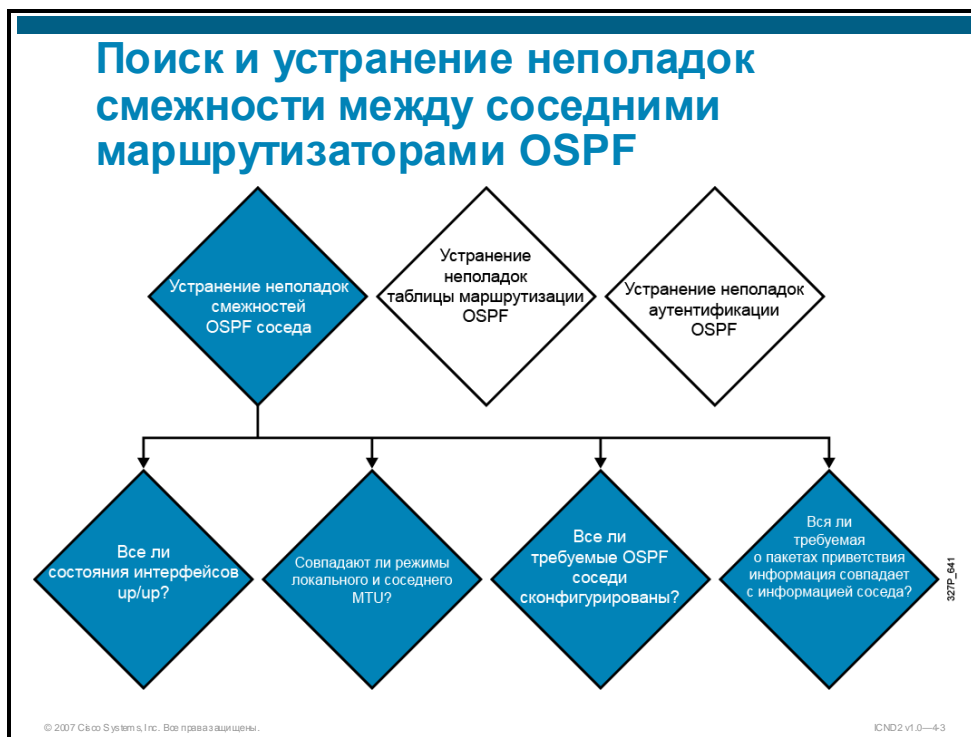 Поиск и устранение неполадок
смежности между соседними
маршрутизаторами OSPF
Устранение неполадок
смежностей
OSPF соседа
Устранение
неполадок
таблицы маршрутизации
OSPF
Устранение неполадок
аутентификации
OSPF
Все ли
состояния интерфейсов
up/up?
Совпадают ли режимы
локального и соседнего
MTU?
Все ли
требуемые OSPF
соседи
сконфигурированы?
Вся ли
требуемая
о пакетах приветствия
информация совпадает
с информацией соседа?
327P_641
© 2007 Cisco Systems, Inc. Все права защищены.
ICND2 v1.0—4-3